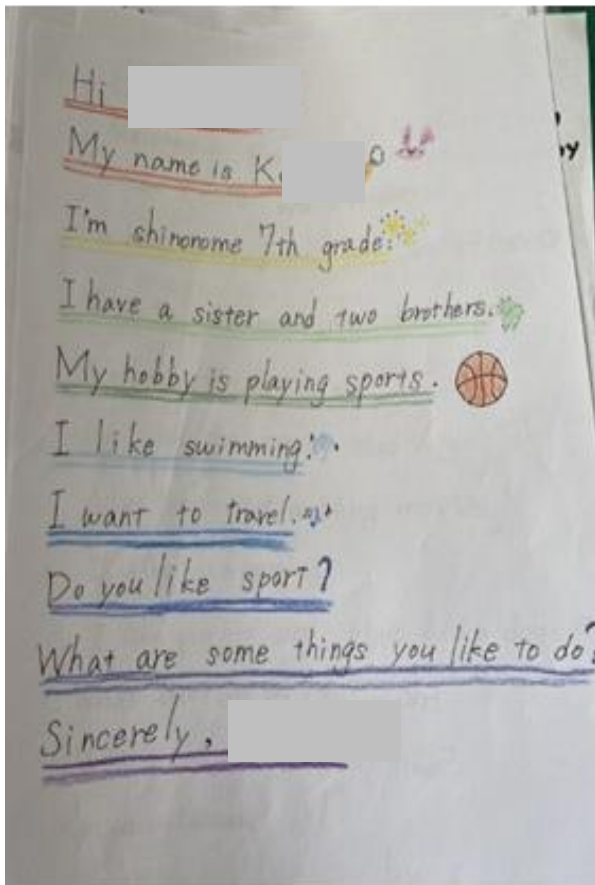 Hi
My name is K
I'm shinonome 7th grade.
I have a sister and two brothers.
My hobby is playing sports.
I like swimming.
I want to travel.
Do you like sport?
What are some things you like to do?
Sincerely,